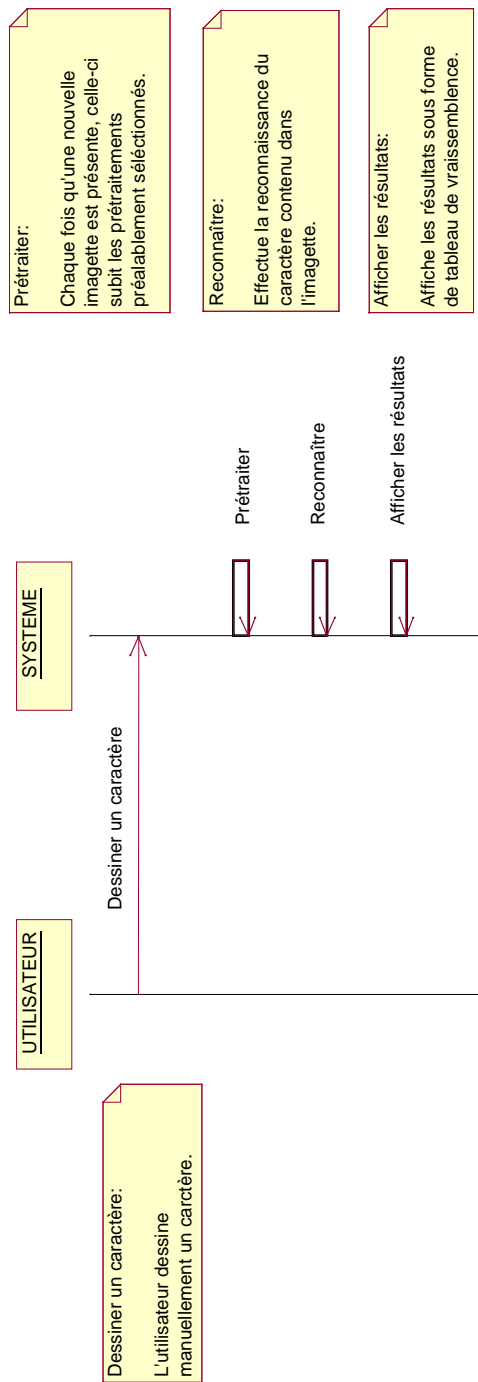 UTILISATEUR
SYSTEME
Dessiner un caractère:
L'utilisateur dessine
manuellement un carctère.
Dessiner un caractère
Prétraiter
Reconnaître
Afficher les résultats
Prétraiter:
Chaque fois qu'une nouvelle
imagette est présente, celle-ci
subit les prétraitements
préalablement séléctionnés.
Reconnaître:
Effectue la reconnaissance du
caractère contenu dans
l'imagette.
Afficher les résultats:
Affiche les résultats sous forme
de tableau de vraissemblence.